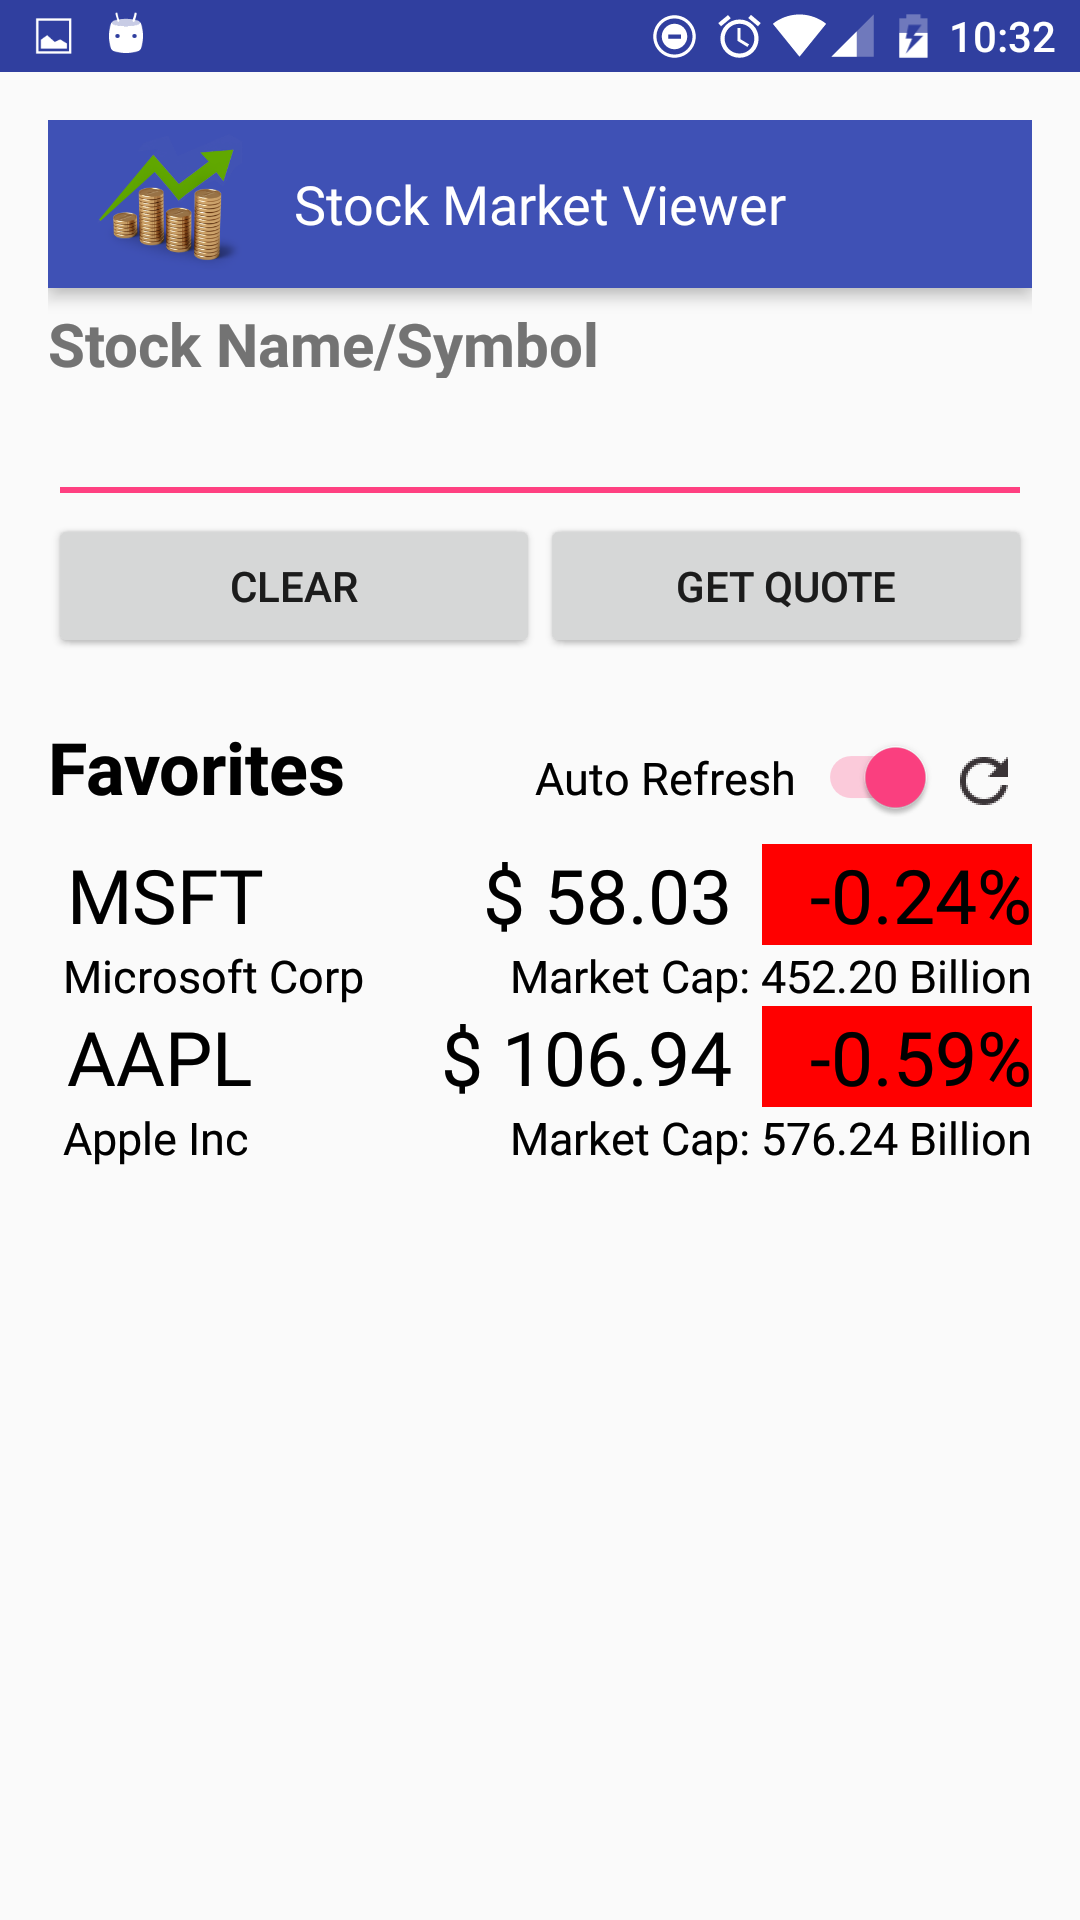 10:32
Stock Market Viewer
Stock Name/Symbol
CLEAR GET QUOTE
Favorites Auto Refresh
MSFT $ 58.03 -0.24%
Microsoft Corp Market Cap: 452.20 Billion
AAPL $ 106.94 -0.59%
Apple Inc Market Cap: 576.24 Billion